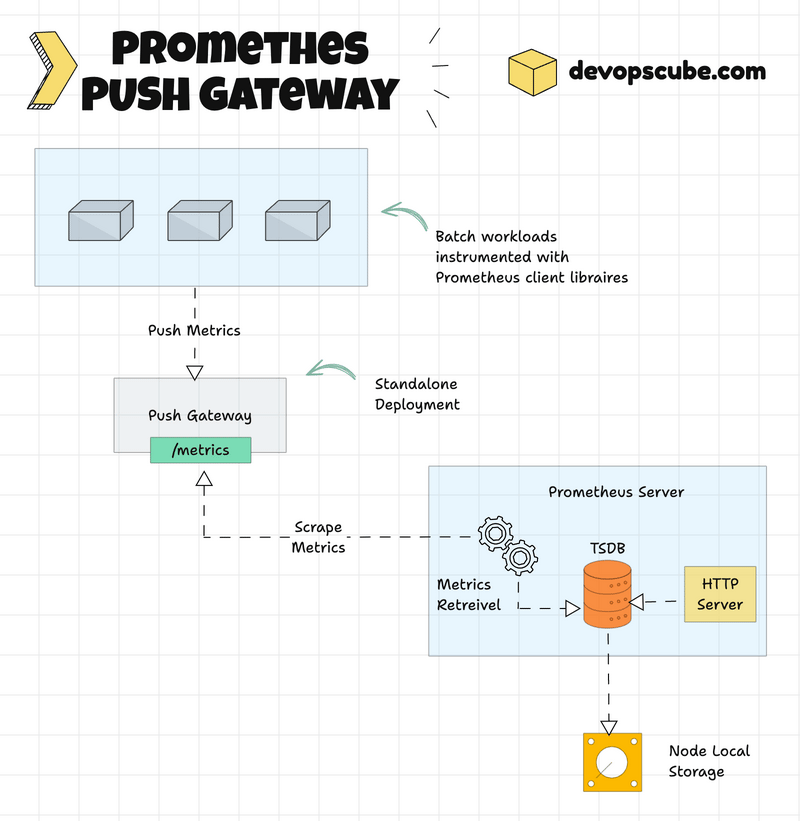 PROMETHES
PUSH GATEWAY
devopscube.com
Batch workloads
instrumented with
Prometheus client libraires
Push Metrics
Standalone
Deployment
Push Gateway
/metrics
Prometheus Server
Scrape
Metrics
TSDB
Metrics
Retreivel
HTTP
Server
Node Local
Storage